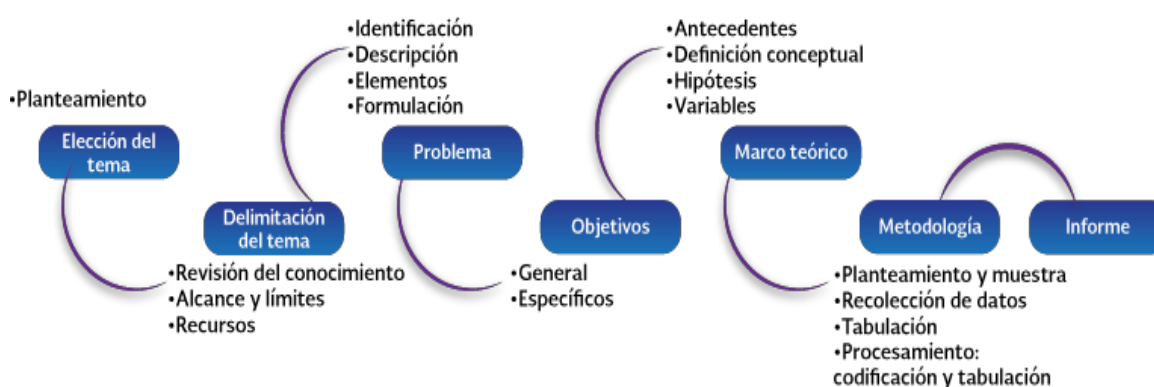 •Planteamiento
Elección del
tema
Delimitación
del tema
•Revisión del conocimiento
•Alcance y límites
•Recursos
•Identificación
•Descripción
•Elementos
•Formulación
Problema
Objetivos
•General
•Específicos
•Antecedentes
•Definición conceptual
•Hipótesis
•Variables
Marco teórico
Metodología
•Planteamiento y muestra
•Recolección de datos
•Tabulación
•Procesamiento:
codificación y tabulación
Informe